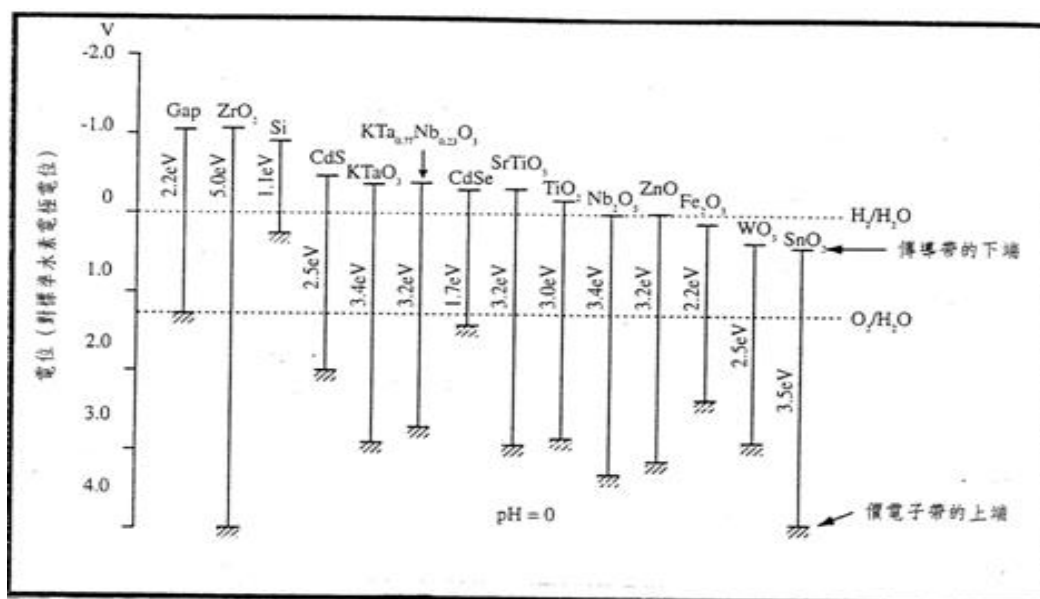 V
-2.0
-1.0
0
1.0
2.0
3.0
4.0
電位（對標準水素電極電位）
Gap
2.2eV
ZrO₂
5.0eV
Si
1.1eV
CdS
2.5eV
KTaO₃
3.4eV
KTa₀.₇₇Nb₀.₂₃O₃
3.2eV
CdSe
1.7eV
SrTiO₃
3.2eV
TiO₂
3.0eV
Nb₂O₅
3.4eV
ZnO
3.2eV
Fe₂O₃
2.2eV
WO₃
2.5eV
SnO₂
3.5eV
H₂/H₂O
傳導帶的下端
O₂/H₂O
價電子帶的上端
pH = 0